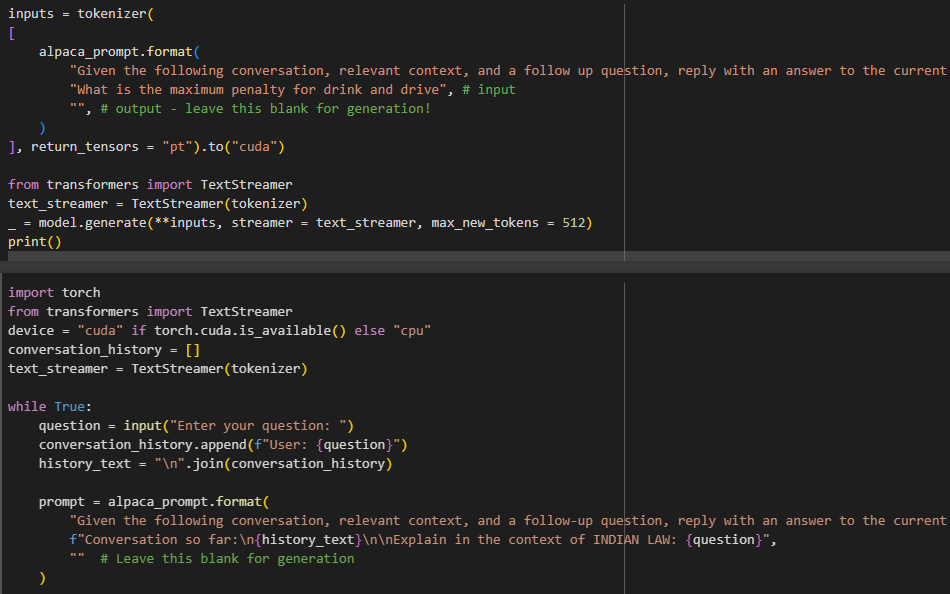 inputs = tokenizer(
[
    alpaca_prompt.format(
        "Given the following conversation, relevant context, and a follow up question, reply with an answer to the current
        "What is the maximum penalty for drink and drive", # input
        "", # output - leave this blank for generation!
    )
], return_tensors = "pt").to("cuda")

from transformers import TextStreamer
text_streamer = TextStreamer(tokenizer)
_ = model.generate(**inputs, streamer = text_streamer, max_new_tokens = 512)
print()

import torch
from transformers import TextStreamer
device = "cuda" if torch.cuda.is_available() else "cpu"
conversation_history = []
text_streamer = TextStreamer(tokenizer)

while True:
    question = input("Enter your question: ")
    conversation_history.append(f"User: {question}")
    history_text = "\n".join(conversation_history)

    prompt = alpaca_prompt.format(
        "Given the following conversation, relevant context, and a follow-up question, reply with an answer to the current
        f"Conversation so far:\n{history_text}\n\nExplain in the context of INDIAN LAW: {question}",
        ""  # Leave this blank for generation
    )